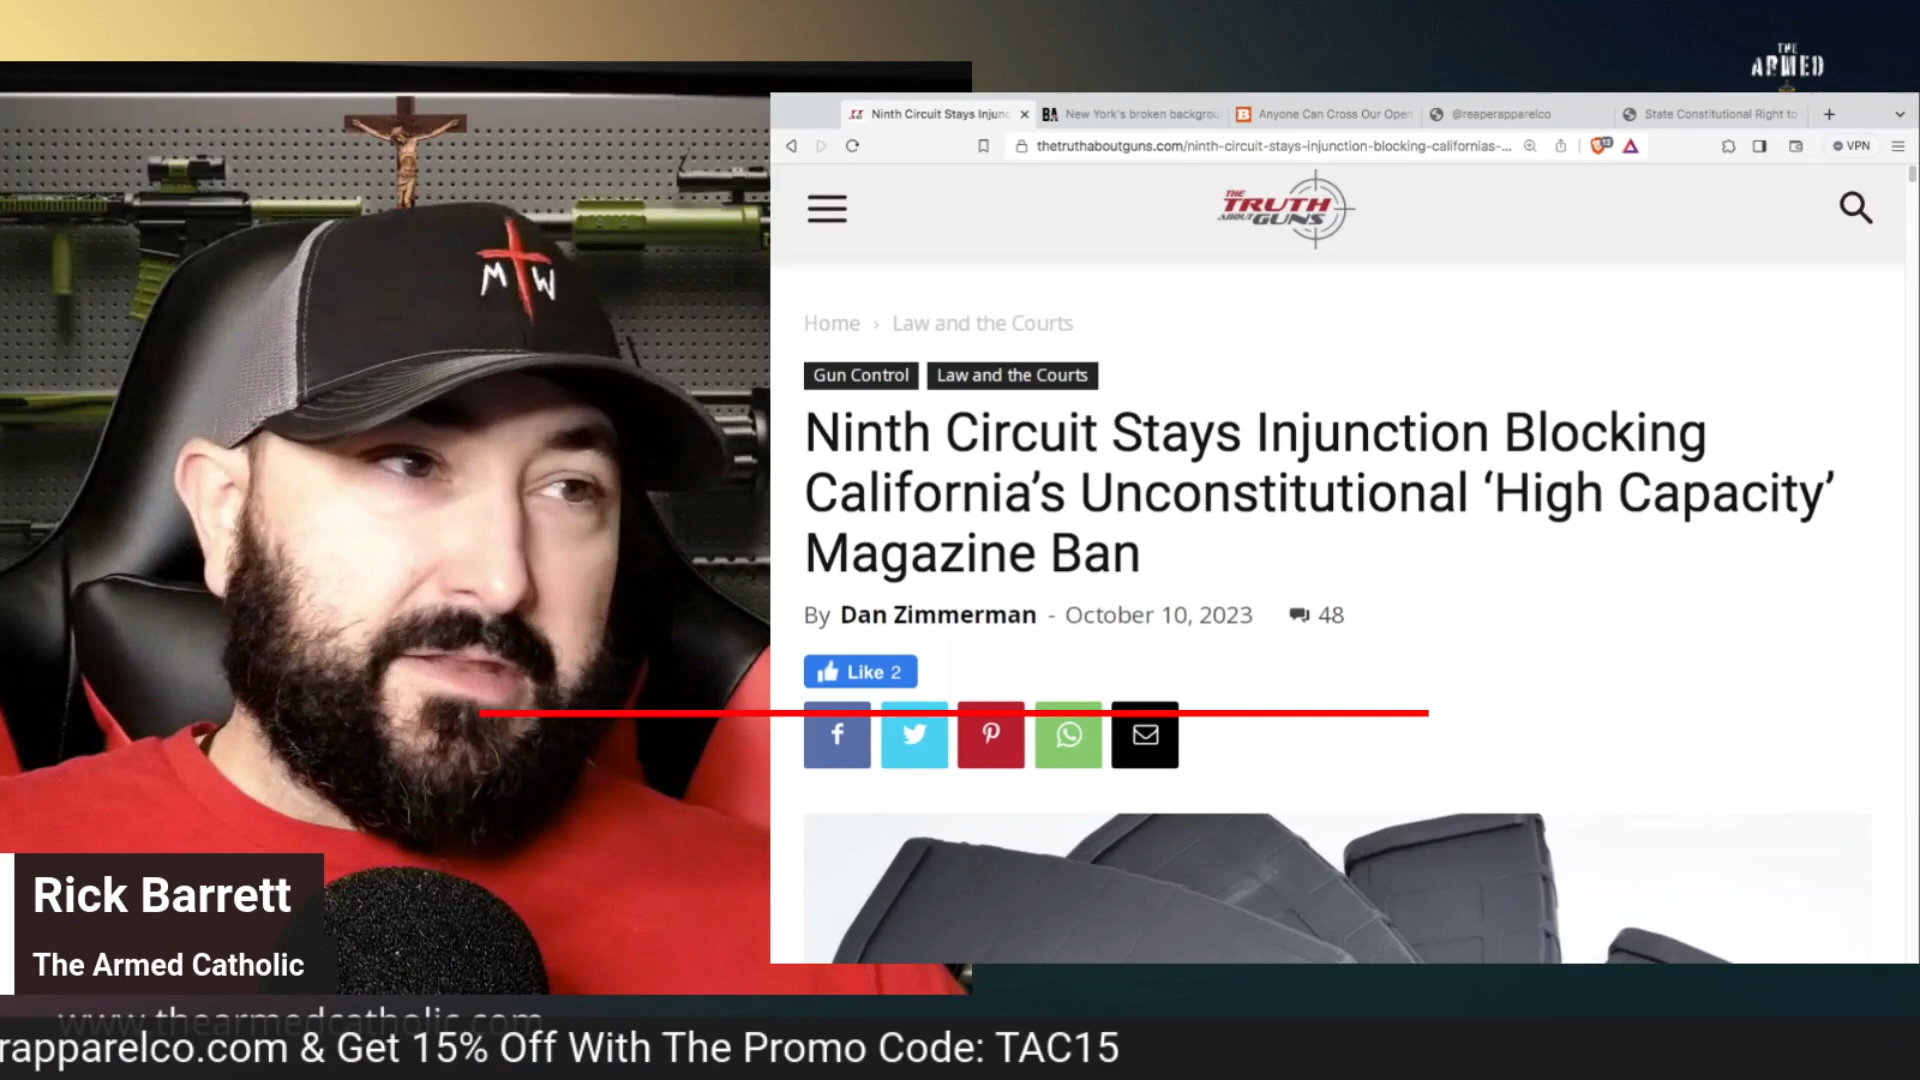 THE
ARMED
Ninth Circuit Stays Injunc
New York's broken backgrou
Anyone Can Cross Our Open
@reaperapparelco
State Constitutional Right to
thetruthaboutguns.com/ninth-circuit-stays-injunction-blocking-californias-...
VPN
THE
TRUTH
ABOUT GUNS
M W
Home › Law and the Courts
Gun Control
Law and the Courts
Ninth Circuit Stays Injunction Blocking
California’s Unconstitutional ‘High Capacity’
Magazine Ban
By Dan Zimmerman - October 10, 2023 48
Like 2
Rick Barrett
The Armed Catholic
www.thearmedcatholic.com
rapparelco.com & Get 15% Off With The Promo Code: TAC15